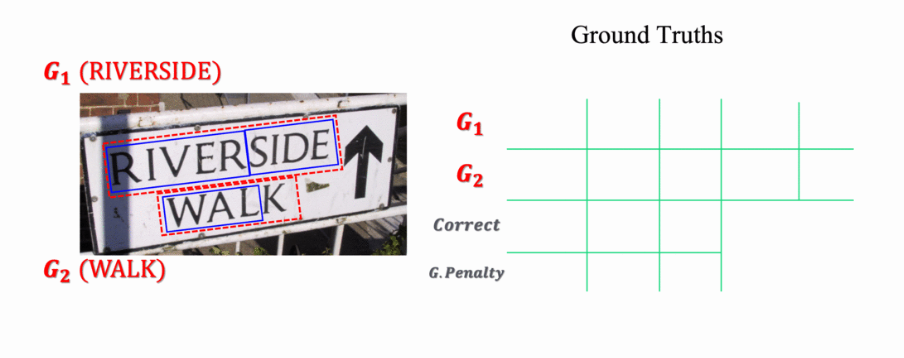 Ground Truths
G₁ (RIVERSIDE)
RIVERSIDE
WALK
G₂ (WALK)
G₁
G₂
Correct
G.Penalty